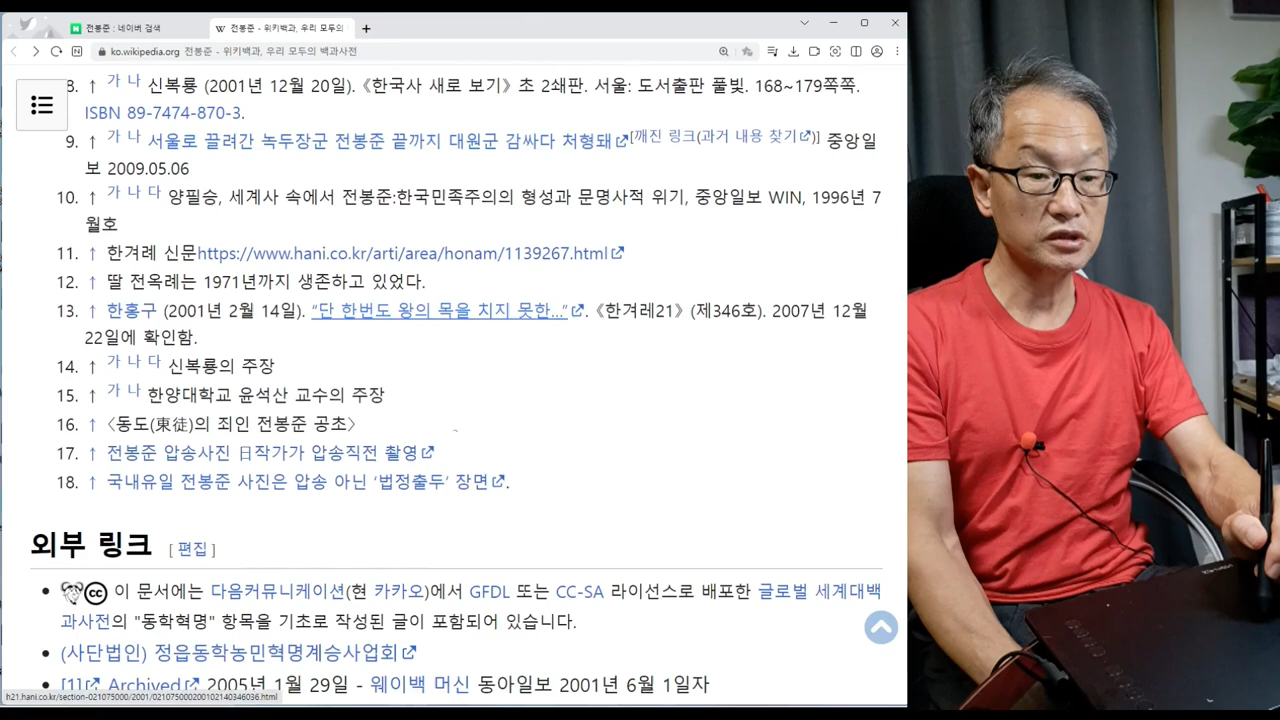 전봉준 : 네이버 검색
W 전봉준 - 위키백과, 우리 모두의
ko.wikipedia.org 전봉준 - 위키백과, 우리 모두의 백과사전
8. ↑ 가 나 신복룡 (2001년 12월 20일).《한국사 새로 보기》초 2쇄판. 서울: 도서출판 풀빛. 168~179쪽쪽.
ISBN 89-7474-870-3.
9. ↑ 가 나 서울로 끌려간 녹두장군 전봉준 끝까지 대원군 감싸다 처형돼[깨진 링크(과거 내용 찾기)] 중앙일
보 2009.05.06
10. ↑ 가 나 다 양필승, 세계사 속에서 전봉준:한국민족주의의 형성과 문명사적 위기, 중앙일보 WIN, 1996년 7
월호
11. ↑ 한겨례 신문https://www.hani.co.kr/arti/area/honam/1139267.html
12. ↑ 딸 전옥례는 1971년까지 생존하고 있었다.
13. ↑ 한홍구 (2001년 2월 14일). “단 한번도 왕의 목을 치지 못한...”.《한겨레21》(제346호). 2007년 12월
22일에 확인함.
14. ↑ 가 나 다 신복룡의 주장
15. ↑ 가 나 한양대학교 윤석산 교수의 주장
16. ↑ 〈동도(東徒)의 죄인 전봉준 공초〉
17. ↑ 전봉준 압송사진 日작가가 압송직전 촬영
18. ↑ 국내유일 전봉준 사진은 압송 아닌 ‘법정출두’ 장면.
외부 링크 [ 편집 ]
이 문서에는 다음커뮤니케이션(현 카카오)에서 GFDL 또는 CC-SA 라이선스로 배포한 글로벌 세계대백
과사전의 "동학혁명" 항목을 기초로 작성된 글이 포함되어 있습니다.
(사단법인) 정읍동학농민혁명계승사업회
[1] Archived 2005년 1월 29일 - 웨이백 머신 동아일보 2001년 6월 1일자
h21.hani.co.kr/section-021075000/2001/021075000200102140346036.html